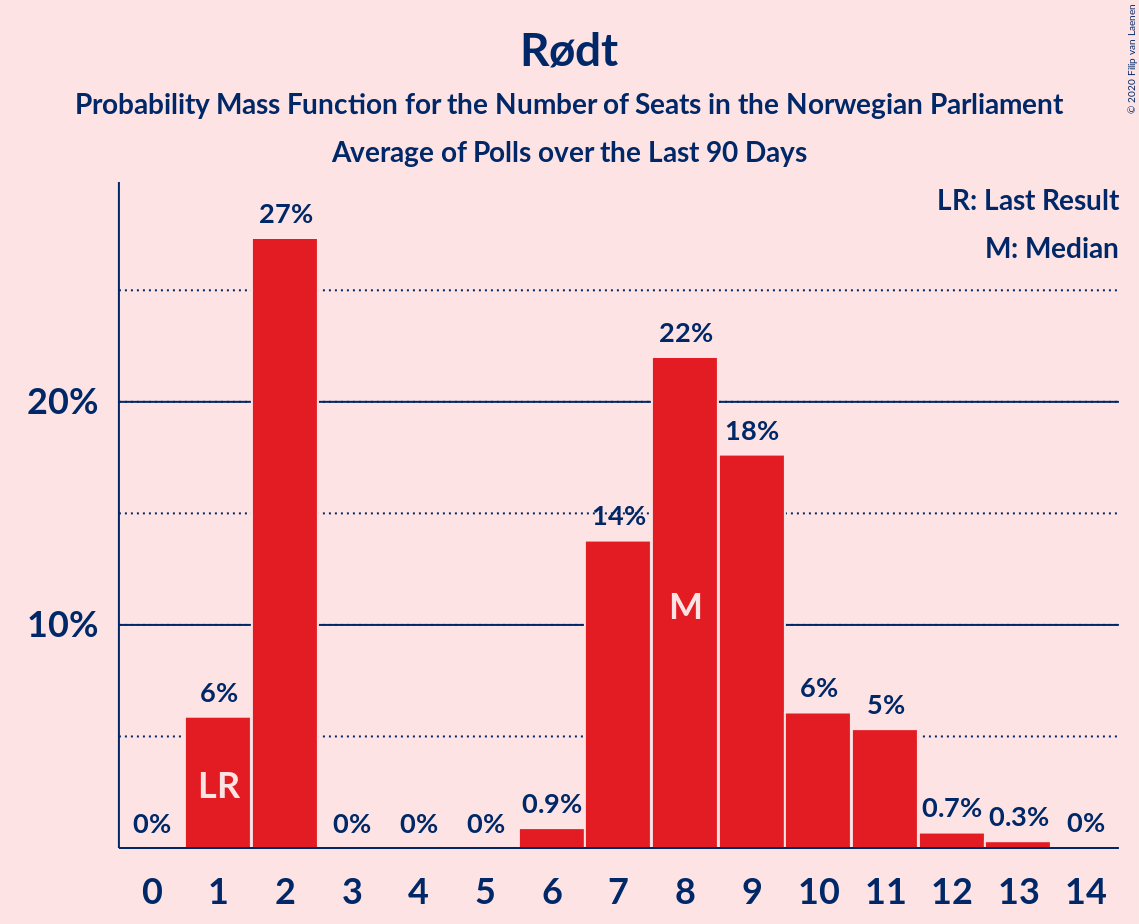 Rødt
Probability Mass Function for the Number of Seats in the Norwegian Parliament
Average of Polls over the Last 90 Days
© 2020 Filip van Laenen
LR: Last Result
M: Median
27%
22%
20%
18%
14%
M
10%
6%
6%
5%
LR
0%
0%
0%
0%
0.9%
0.7%
0.3%
0%
0 1 2 3 4 5 6 7 8 9 10 11 12 13 14